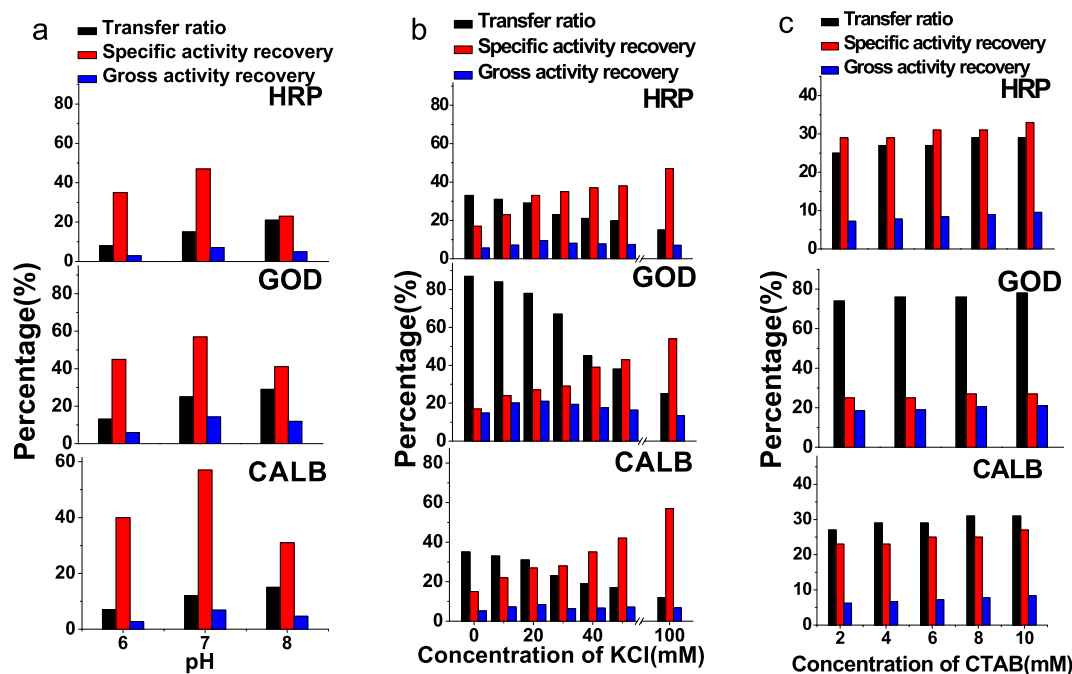 a
Transfer ratio
Specific activity recovery
Gross activity recovery
HRP
80
60
40
20
0
GOD
80
60
40
20
0
CALB
60
40
20
0
6 7 8
pH
Percentage(%)
b
Transfer ratio
Specific activity recovery
Gross activity recovery
HRP
80
60
40
20
0
GOD
80
60
40
20
0
CALB
80
60
40
20
0
0 20 40 100
Concentration of KCl(mM)
Percentage(%)
c
Transfer ratio
Specific activity recovery
Gross activity recovery
HRP
40
30
20
10
0
GOD
80
60
40
20
0
CALB
40
30
20
10
0
2 4 6 8 10
Concentration of CTAB(mM)
Percentage(%)